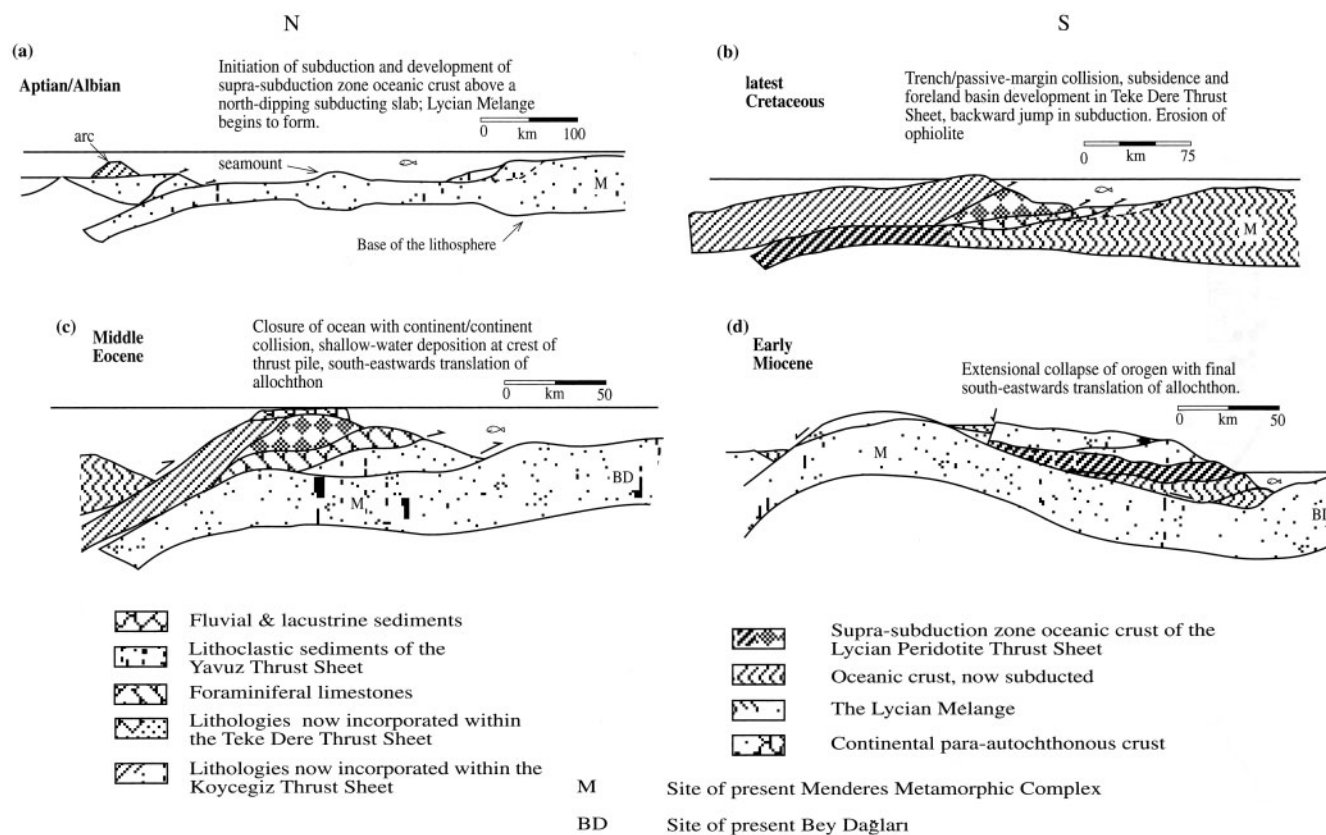 N
S
(a)
Aptian/Albian
Initiation of subduction and development of
supra-subduction zone oceanic crust above a
north-dipping subducting slab; Lycian Melange
begins to form.
0 km 100
arc
seamount
M
Base of the lithosphere
(b)
latest
Cretaceous
Trench/passive-margin collision, subsidence and
foreland basin development in Teke Dere Thrust
Sheet, backward jump in subduction. Erosion of
ophiolite
0 km 75
M
(c)
Middle
Eocene
Closure of ocean with continent/continent
collision, shallow-water deposition at crest of
thrust pile, south-eastwards translation of
allochthon
0 km 50
BD
M
(d)
Early
Miocene
Extensional collapse of orogen with final
south-eastwards translation of allochthon.
0 km 50
M
BD
Fluvial & lacustrine sediments
Lithoclastic sediments of the
Yavuz Thrust Sheet
Foraminiferal limestones
Lithologies now incorporated within
the Teke Dere Thrust Sheet
Lithologies now incorporated within the
Koycegiz Thrust Sheet
Supra-subduction zone oceanic crust of the
Lycian Peridotite Thrust Sheet
Oceanic crust, now subducted
The Lycian Mélange
Continental para-autochthonous crust
M Site of present Menderes Metamorphic Complex
BD Site of present Bey Dağları